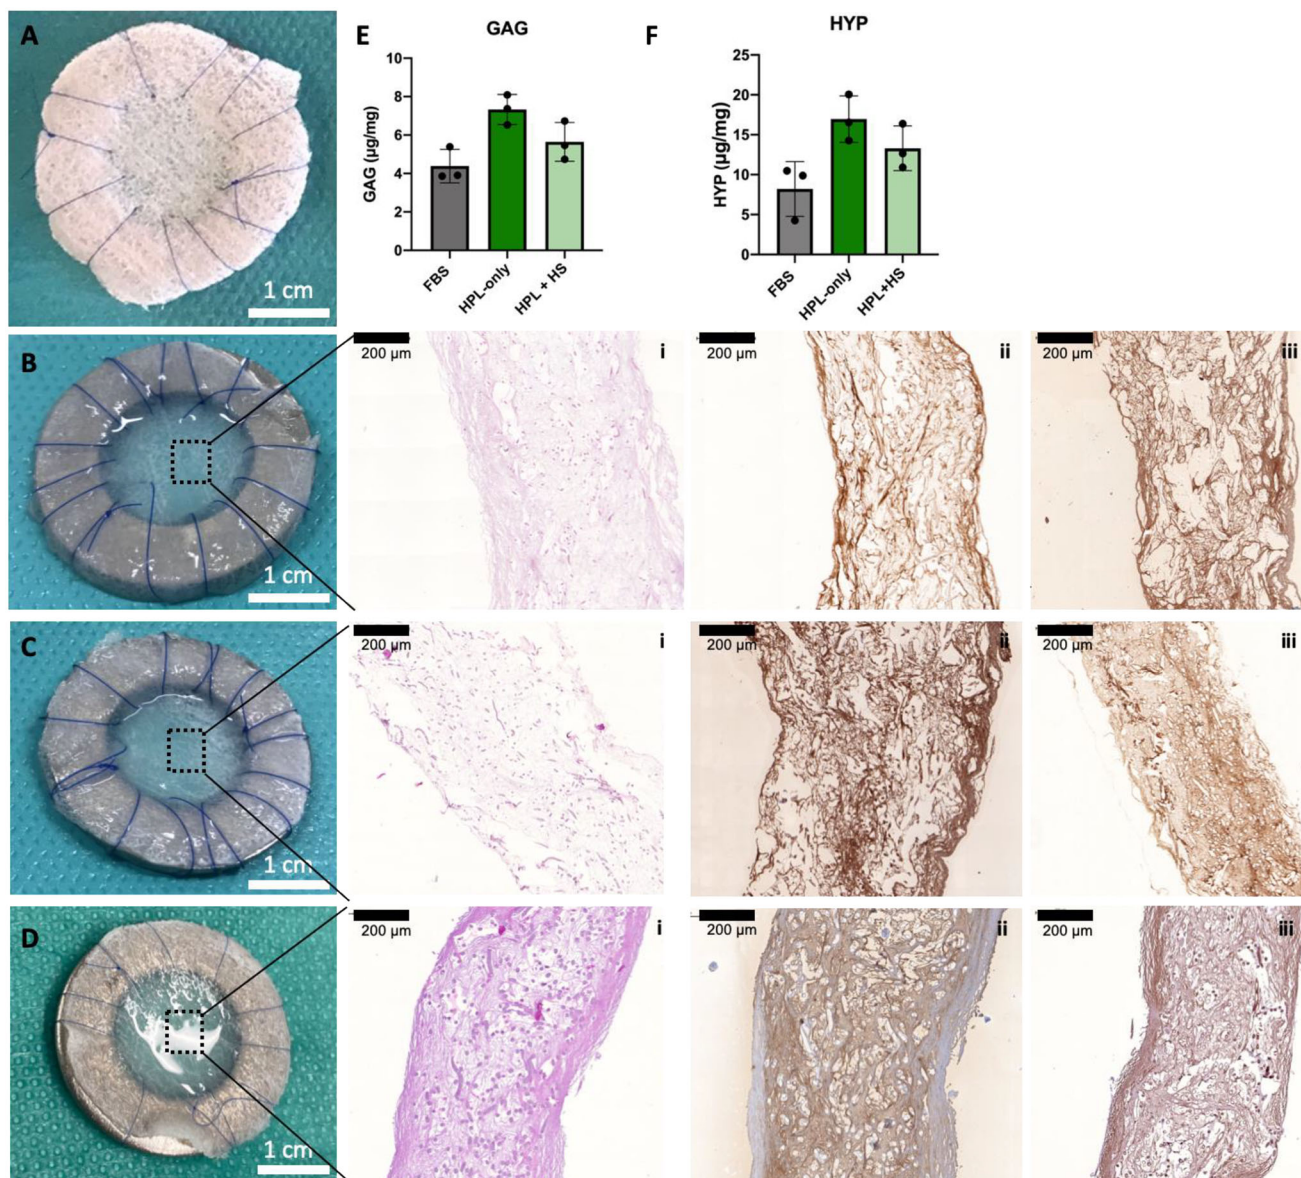 A
1 cm
E
GAG
GAG (µg/mg)
10
8
6
4
2
0
FBS
HPL-only
HPL + HS
F
HYP
HYP (µg/mg)
25
20
15
10
5
0
FBS
HPL-only
HPL+HS
B
1 cm
200 µm
i
200 µm
ii
200 µm
iii
C
1 cm
200 µm
i
200 µm
ii
200 µm
iii
D
1 cm
200 µm
i
200 µm
ii
200 µm
iii